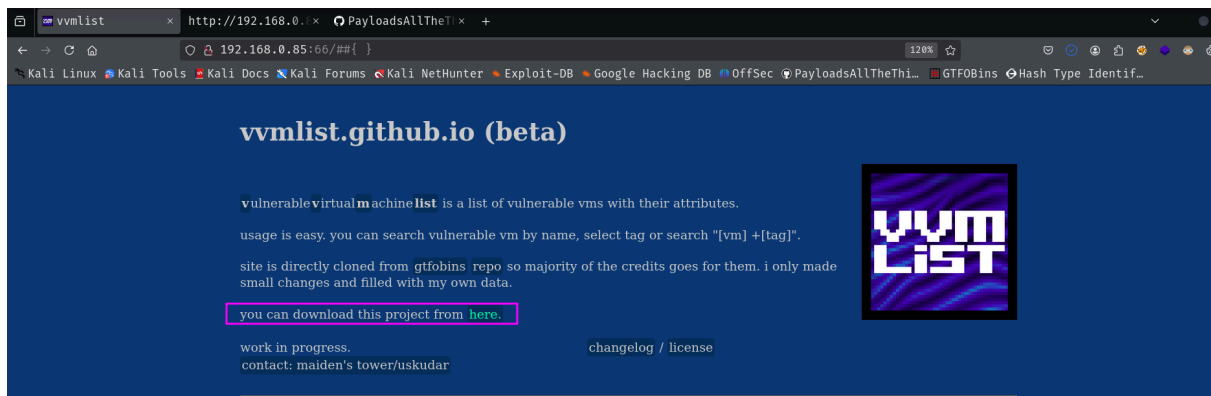 vvmlist × http://192.168.0. × PayloadsAllTheT × +
192.168.0.85:66/##{ } 120%
Kali Linux Kali Tools Kali Docs Kali Forums Kali NetHunter Exploit-DB Google Hacking DB OffSec PayloadsAllTheThi… GTFOBins Hash Type Identif…
vvmlist.github.io (beta)
vulnerable virtual machine list is a list of vulnerable vms with their attributes.
usage is easy. you can search vulnerable vm by name, select tag or search "[vm] +[tag]".
site is directly cloned from gtfobins repo so majority of the credits goes for them. i only made
small changes and filled with my own data.
you can download this project from here.
work in progress. changelog / license
contact: maiden's tower/uskudar
VVM
LiST